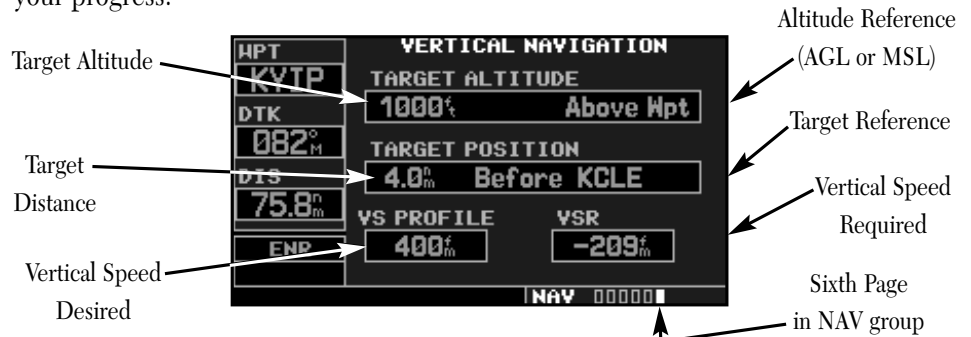 your progress.
Altitude Reference
(AGL or MSL)
Target Altitude
Target
Distance
Vertical Speed
Desired
WPT
KYIP
DTK
082°M
DIS
75.8nm
ENR
VERTICAL NAVIGATION
TARGET ALTITUDE
1000ft Above Wpt
TARGET POSITION
4.0nm Before KCLE
VS PROFILE VSR
400fm -209fm
NAV
Target Reference
Vertical Speed
Required
Sixth Page
in NAV group